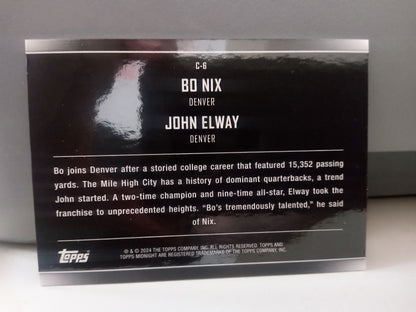 C-6
BO NIX
DENVER
JOHN ELWAY
DENVER
Bo joins Denver after a storied college career that featured 15,352 passing
yards. The Mile High City has a history of dominant quarterbacks, a trend
John started. A two-time champion and nine-time all-star, Elway took the
franchise to unprecedented heights. “Bo’s tremendously talented,” he said
of Nix.
topps
® & © 2024 THE TOPPS COMPANY, INC. ALL RIGHTS RESERVED. TOPPS AND
TOPPS MIDNIGHT ARE REGISTERED TRADEMARKS OF THE TOPPS COMPANY, INC.